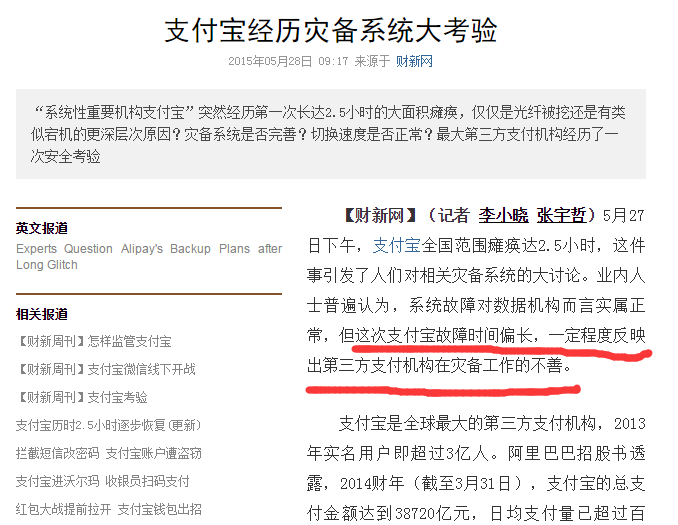 支付宝经历灾备系统大考验
2015年05月28日 09:17 来源于 财新网
“系统性重要机构支付宝”突然经历第一次长达2.5小时的大面积瘫痪，仅仅是光纤被挖还是有类
似宕机的更深层次原因？灾备系统是否完善？切换速度是否正常？最大第三方支付机构经历了一
次安全考验
英文报道
Experts Question Alipay's Backup Plans after
Long Glitch
相关报道
【财新周刊】怎样监管支付宝
【财新周刊】支付宝微信线下开战
【财新周刊】支付宝考验
支付宝历时2.5小时逐步恢复(更新)
拦截短信改密码 支付宝账户遭盗窃
支付宝进沃尔玛 收银员扫码支付
红包大战提前拉开 支付宝钱包出招
【财新网】（记者 李小晓 张宇哲）5月27
日下午，支付宝全国范围瘫痪达2.5小时，这件
事引发了人们对相关灾备系统的大讨论。业内人
士普遍认为，系统故障对数据机构而言实属正
常，但这次支付宝故障时间偏长，一定程度反映
出第三方支付机构在灾备工作的不善。
支付宝是全球最大的第三方支付机构，2013
年实名用户即超过3亿人。阿里巴巴招股书透
露，2014财年（截至3月31日），支付宝的总支
付金额达到38720亿元，日均支付量已超过百